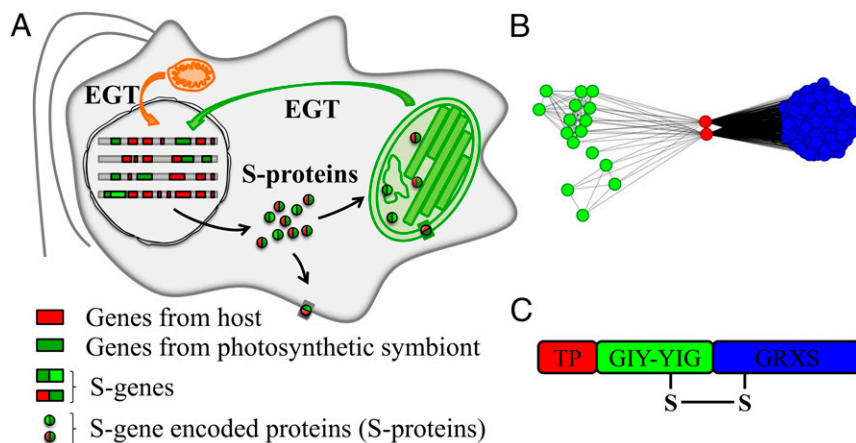 A
EGT
EGT
S-proteins
Genes from host
Genes from photosynthetic symbiont
S-genes
S-gene encoded proteins (S-proteins)
B
C
TP GIY-YIG GRXS
S S